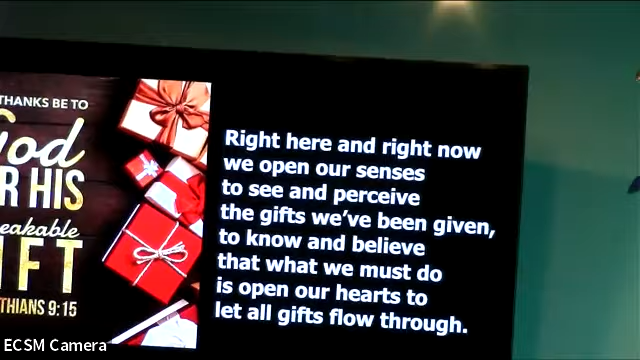 THANKS BE TO
God
R HIS
eakable
IFT
THIANS 9:15
Right here and right now
we open our senses
to see and perceive
the gifts we've been given,
to know and believe
that what we must do
is open our hearts to
let all gifts flow through.
ECSM Camera